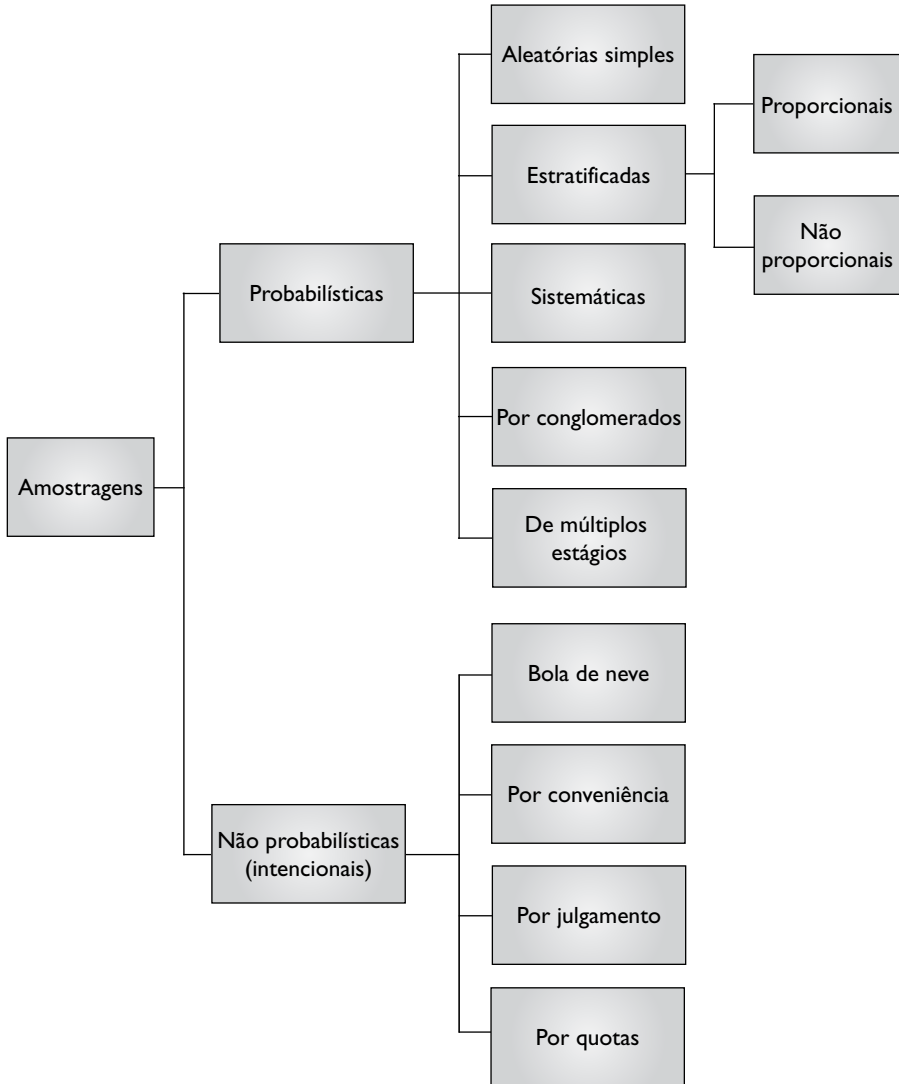 Aleatórias simples
Proporcionais
Estratificadas
Não
proporcionais
Probabilísticas
Sistemáticas
Por conglomerados
Amostragens
De múltiplos
estágios
Bola de neve
Por conveniência
Não probabilísticas
(intencionais)
Por julgamento
Por quotas